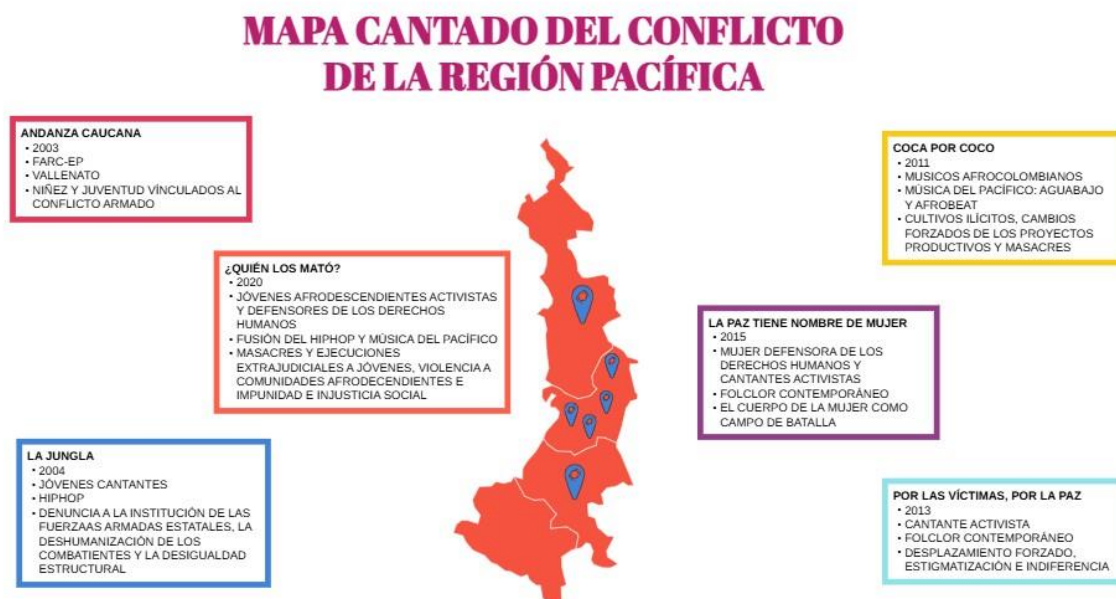 MAPA CANTADO DEL CONFLICTO
DE LA REGIÓN PACÍFICA
ANDANZA CAUCANA
• 2003
• FARC-EP
• VALLENATO
• NIÑEZ Y JUVENTUD VÍNCULADOS AL
CONFLICTO ARMADO
COCA POR COCO
• 2011
• MUSICOS AFROCOLOMBIANOS
• MÚSICA DEL PACÍFICO: AGUABAJO
Y AFROBEAT
• CULTIVOS ILÍCITOS, CAMBIOS
FORZADOS DE LOS PROYECTOS
PRODUCTIVOS Y MASACRES
¿QUIÉN LOS MATÓ?
• 2020
• JÓVENES AFRODESCENDIENTES ACTIVISTAS
Y DEFENSORES DE LOS DERECHOS
HUMANOS
• FUSIÓN DEL HIPHOP Y MÚSICA DEL PACÍFICO
• MASACRES Y EJECUCIONES
EXTRAJUDICIALES A JÓVENES, VIOLENCIA A
COMUNIDADES AFRODECENDIENTES E
IMPUNIDAD E INJUSTICIA SOCIAL
LA PAZ TIENE NOMBRE DE MUJER
• 2015
• MUJER DEFENSORA DE LOS
DERECHOS HUMANOS Y
CANTANTES ACTIVISTAS
• FOLCLOR CONTEMPORÁNEO
• EL CUERPO DE LA MUJER COMO
CAMPO DE BATALLA
LA JUNGLA
• 2004
• JÓVENES CANTANTES
• HIPHOP
• DENUNCIA A LA INSTITUCIÓN DE LAS
FUERZAAS ARMADAS ESTATALES, LA
DESHUMANIZACIÓN DE LOS
COMBATIENTES Y LA DESIGUALDAD
ESTRUCTURAL
POR LAS VÍCTIMAS, POR LA PAZ
• 2013
• CANTANTE ACTIVISTA
• FOLCLOR CONTEMPORÁNEO
• DESPLAZAMIENTO FORZADO,
ESTIGMATIZACIÓN E INDIFERENCIA